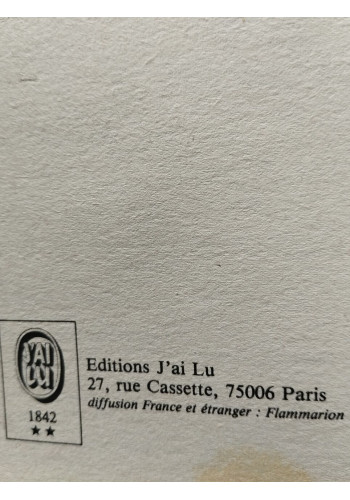 J'AI
LU
1842
★★
Editions J'ai Lu
27, rue Cassette, 75006 Paris
diffusion France et étranger : Flammarion